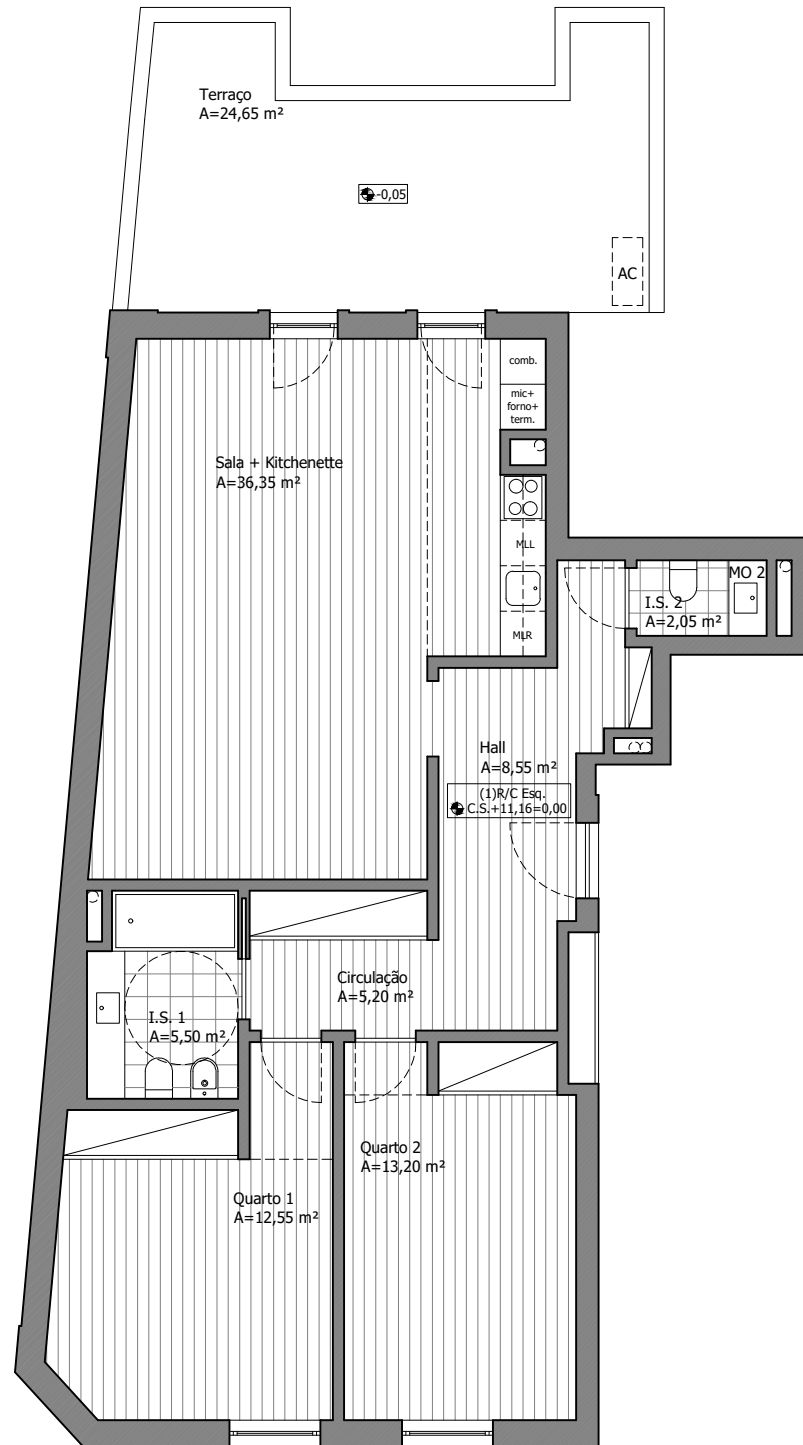 Terraço
A=24,65 m²
-0,05
AC
comb.
mic+
forno+
term.
Sala + Kitchenette
A=36,35 m²
MLL
MO 2
I.S. 2
A=2,05 m²
MLR
Hall
A=8,55 m²
(1)R/C Esq.
C.S.+11,16=0,00
Circulação
A=5,20 m²
I.S. 1
A=5,50 m²
Quarto 2
A=13,20 m²
Quarto 1
A=12,55 m²